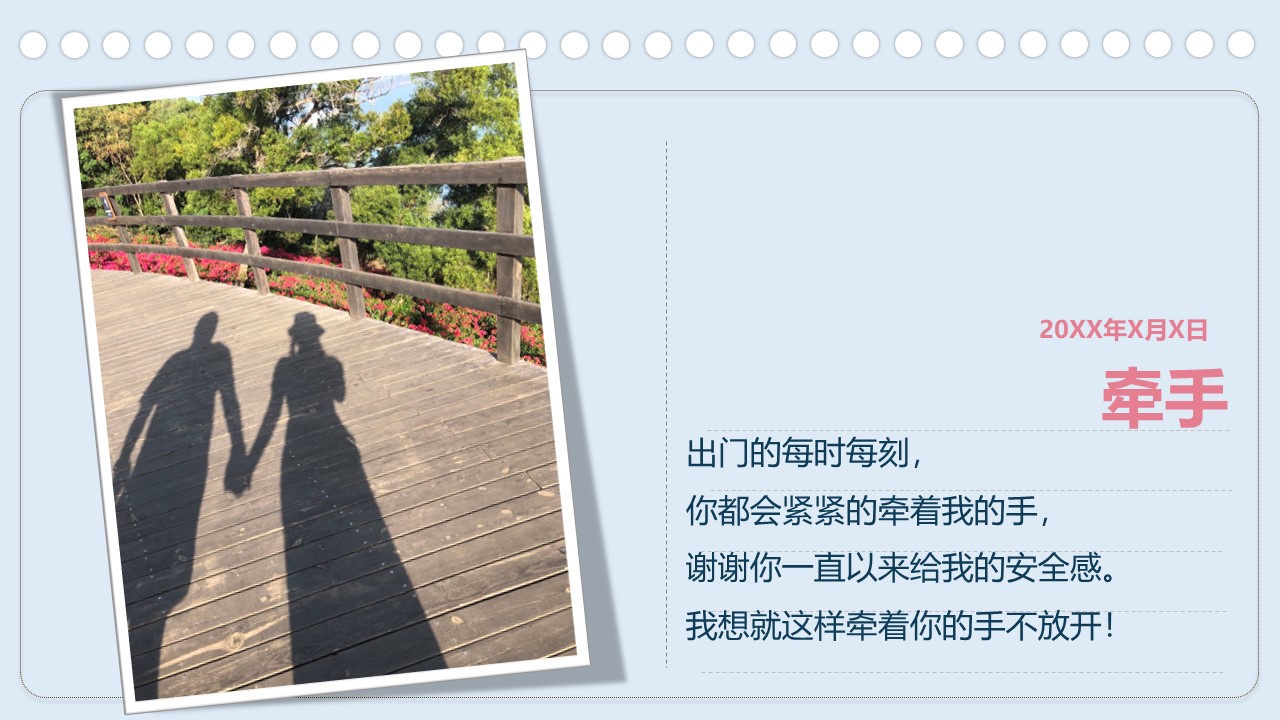 20XX年X月X日
牵手
出门的每时每刻，
你都会紧紧的牵着我的手，
谢谢你一直以来给我的安全感。
我想就这样牵着你的手不放开！